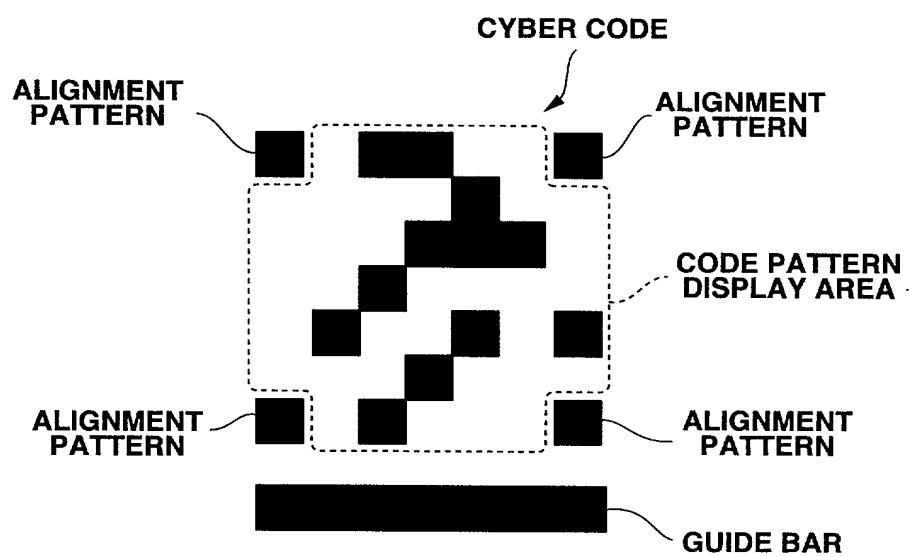 CYBER CODE
ALIGNMENT
PATTERN
ALIGNMENT
PATTERN
CODE PATTERN
DISPLAY AREA
ALIGNMENT
PATTERN
ALIGNMENT
PATTERN
GUIDE BAR